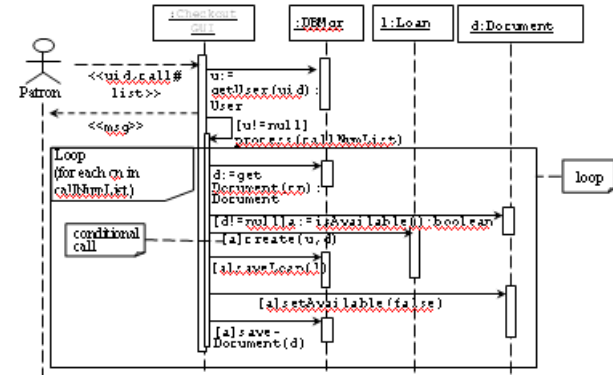 :Checkout
GUI
:DBMgr
l:Loan
d:Document
Patron
<<uid,call#
list>>
<<msg>>
u:=
getUser(uid):
User
[u!=null]
process(callNumList)
Loop
(for each cn in
callNumList)
d:=get
Document(cn):
Document
[d!=null]a:=isAvailable():boolean
loop
conditional
call
[a]create(u,d)
[a]saveLoan(l)
[a]setAvailable(false)
[a]save-
Document(d)